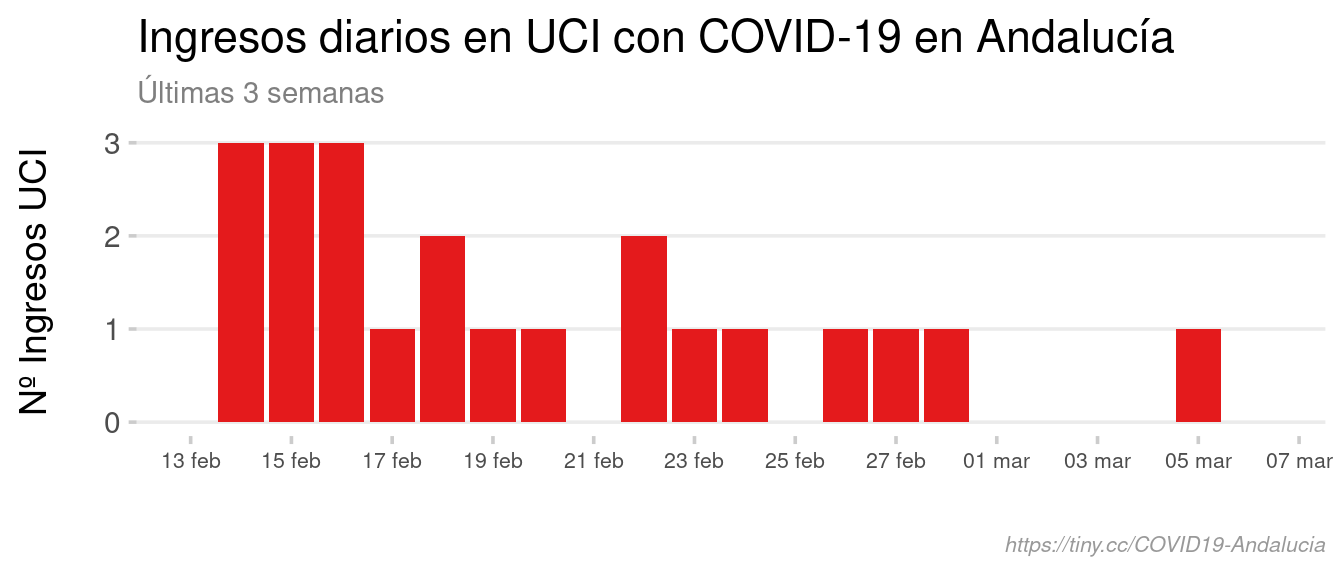 Ingresos diarios en UCI con COVID-19 en Andalucía
Últimas 3 semanas
Nº Ingresos UCI
3
2
1
0
13 feb 15 feb 17 feb 19 feb 21 feb 23 feb 25 feb 27 feb 01 mar 03 mar 05 mar 07 mar
https://tiny.cc/COVID19-Andalucia